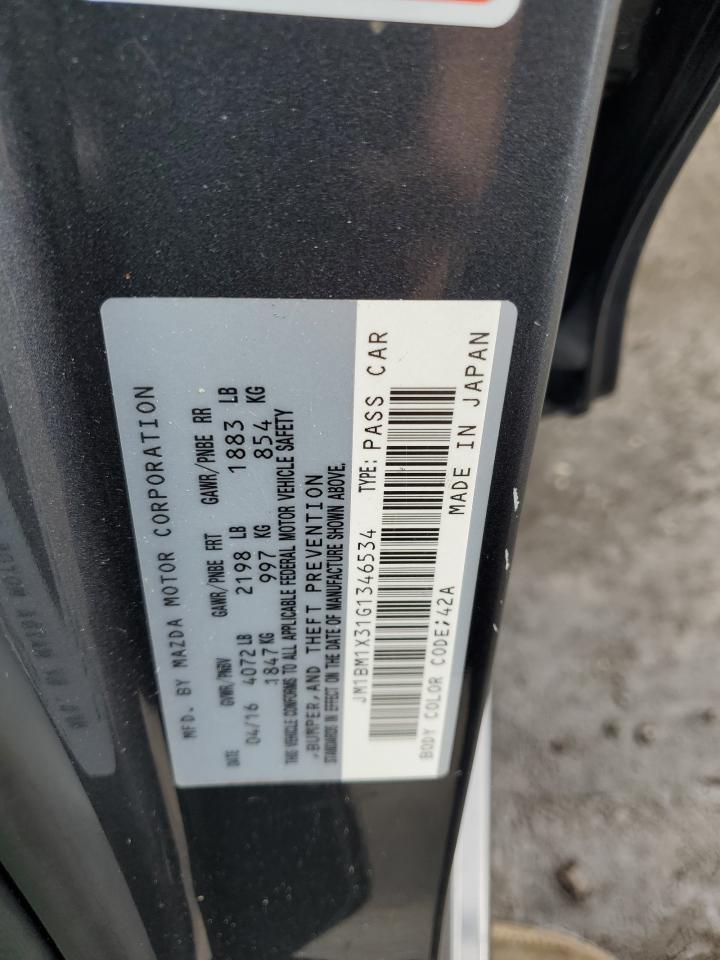 MFD. BY MAZDA MOTOR CORPORATION
DATE GVWR/PNBV GAWR/PNBE FRT GAWR/PNBE RR
04/16 4072 LB 2198 LB 1883 LB
1847 KG 997 KG 854 KG
THIS VEHICLE CONFORMS TO ALL APPLICABLE FEDERAL MOTOR VEHICLE SAFETY
,BUMPER,AND THEFT PREVENTION
STANDARDS IN EFFECT ON THE DATE OF MANUFACTURE SHOWN ABOVE.
JM1BM1X31G1346534 TYPE: PASS CAR
BODY COLOR CODE;42A MADE IN JAPAN